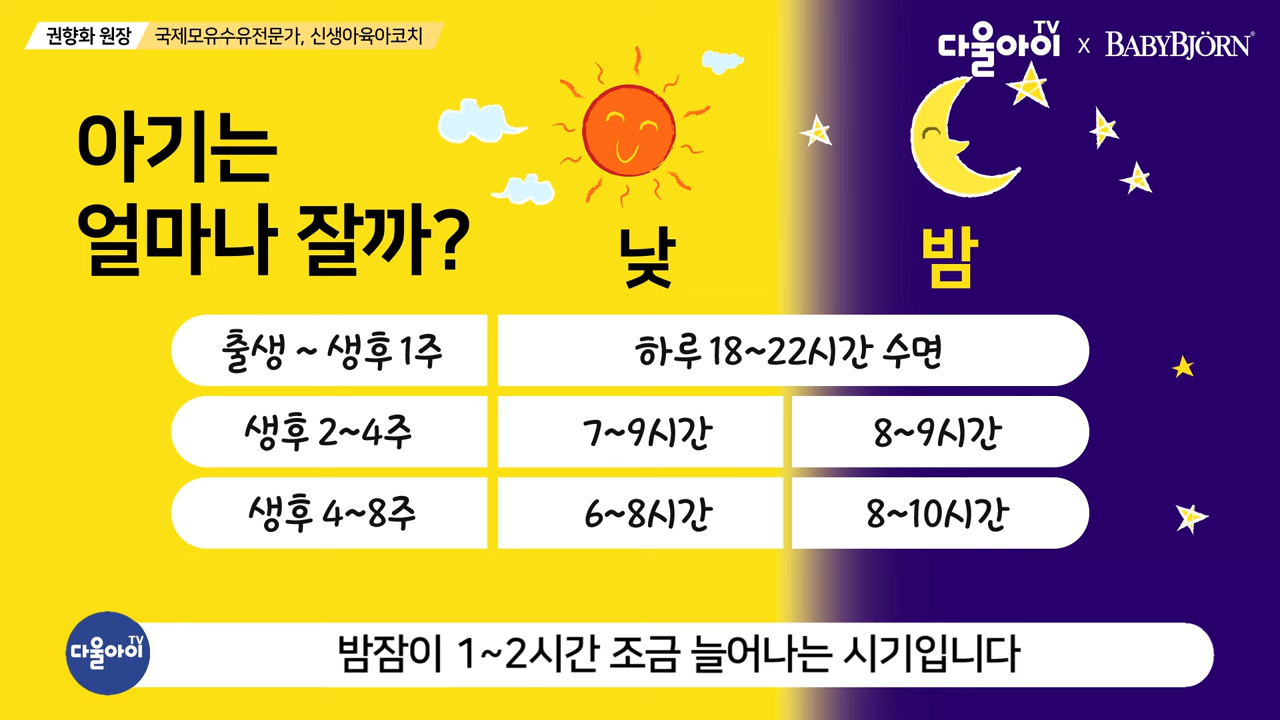 권향화 원장 국제모유수유전문가, 신생아육아코치
다울아이 TV x BABYBJÖRN®
아기는
얼마나 잘까?
낮 밤
출생 ~ 생후 1주 하루 18~22시간 수면
생후 2~4주 7~9시간 8~9시간
생후 4~8주 6~8시간 8~10시간
다울아이 TV 밤잠이 1~2시간 조금 늘어나는 시기입니다